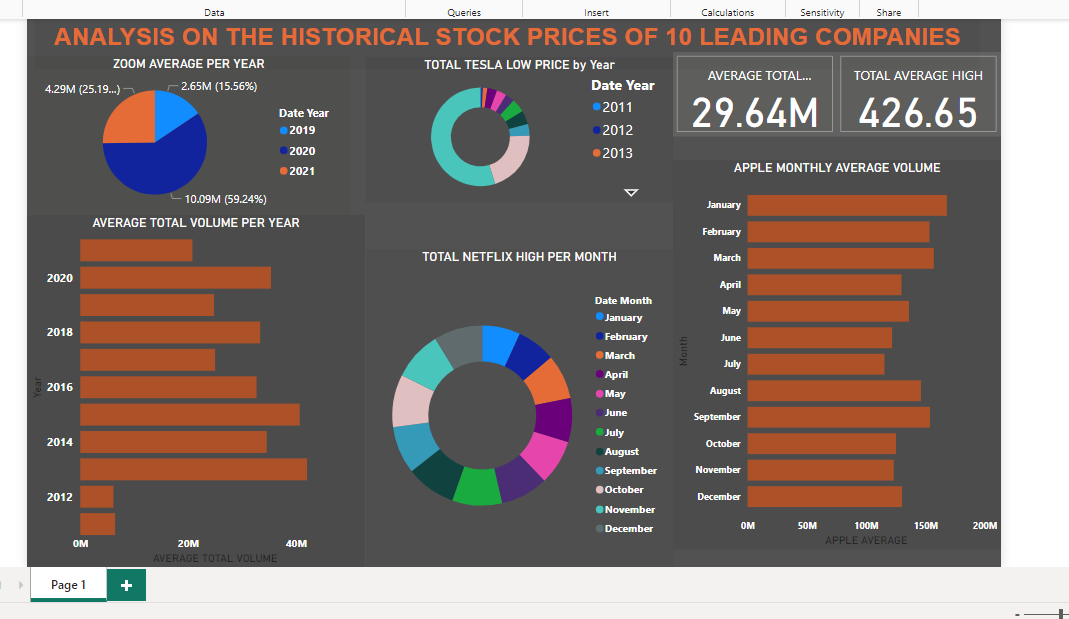 Data
Queries
Insert
Calculations
Sensitivity
Share
ANALYSIS ON THE HISTORICAL STOCK PRICES OF 10 LEADING COMPANIES
ZOOM AVERAGE PER YEAR
4.29M (25.19...)
2.65M (15.56%)
10.09M (59.24%)
Date Year
2019
2020
2021
TOTAL TESLA LOW PRICE by Year
Date Year
2011
2012
2013
AVERAGE TOTAL...
29.64M
TOTAL AVERAGE HIGH
426.65
AVERAGE TOTAL VOLUME PER YEAR
Year
2020
2018
2016
2014
2012
0M
20M
40M
AVERAGE TOTAL VOLUME
TOTAL NETFLIX HIGH PER MONTH
Date Month
January
February
March
April
May
June
July
August
September
October
November
December
APPLE MONTHLY AVERAGE VOLUME
Month
January
February
March
April
May
June
July
August
September
October
November
December
0M
50M
100M
150M
200M
APPLE AVERAGE
Page 1